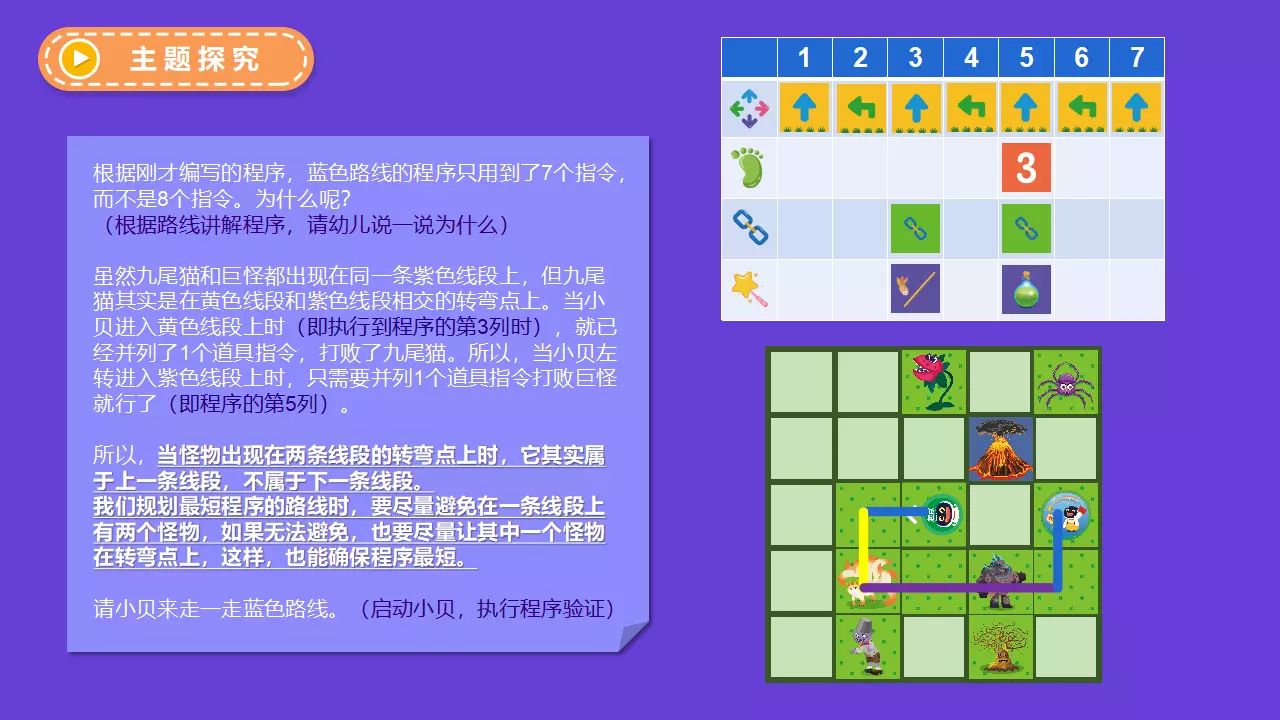 主题探究
根据刚才编写的程序，蓝色路线的程序只用到了7个指令，
而不是8个指令。为什么呢？
（根据路线讲解程序，请幼儿说一说为什么）
虽然九尾猫和巨怪都出现在同一条紫色线段上，但九尾
猫其实是在黄色线段和紫色线段相交的转弯点上。当小
贝进入黄色线段上时（即执行到程序的第3列时），就已
经并列了1个道具指令，打败了九尾猫。所以，当小贝左
转进入紫色线段上时，只需要并列1个道具指令打败巨怪
就行了（即程序的第5列）。
所以，当怪物出现在两条线段的转弯点上时，它其实属
于上一条线段，不属于下一条线段。
我们规划最短程序的路线时，要尽量避免在一条线段上
有两个怪物，如果无法避免，也要尽量让其中一个怪物
在转弯点上，这样，也能确保程序最短。
请小贝来走一走蓝色路线。（启动小贝，执行程序验证）
1 2 3 4 5 6 7
3